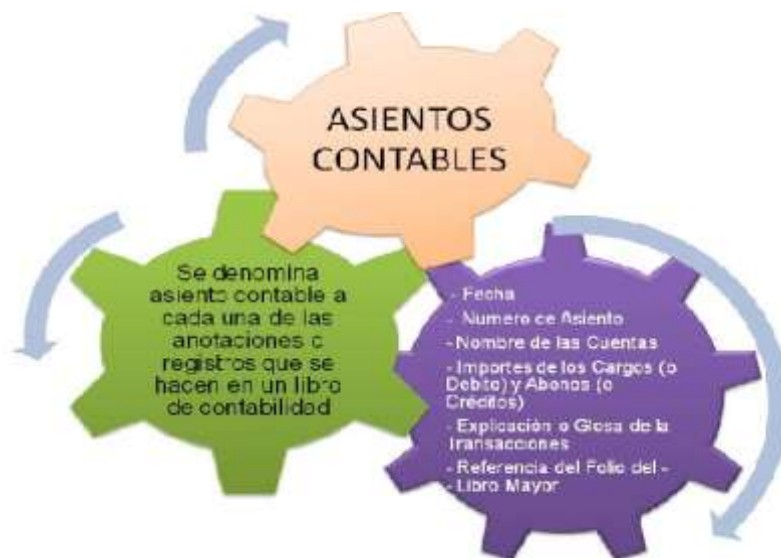 ASIENTOS
CONTABLES
Se denomina
asiento contable a
cada una de las
anotaciones o
registros que se
hacen en un libro
de contabilidad
- Fecha
- Numero de Asiento
- Nombre de las Cuentas
- Importes de los Cargos (o
Debito) y Abonos (o
Créditos)
- Explicación o Glosa de la
Transacciones
- Referencia del Folio del -
- Libro Mayor